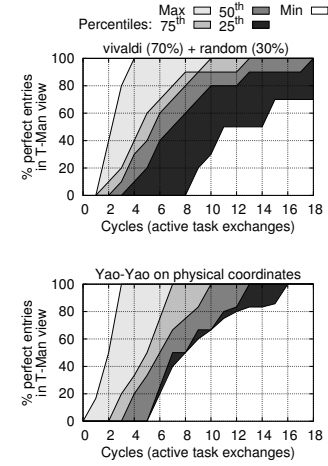 Max 50th Min
Percentiles: 75th 25th
vivaldi (70%) + random (30%)
% perfect entries
in T-Man view
100
80
60
40
20
0
0 2 4 6 8 10 12 14 16 18
Cycles (active task exchanges)
Yao-Yao on physical coordinates
% perfect entries
in T-Man view
100
80
60
40
20
0
0 2 4 6 8 10 12 14 16 18
Cycles (active task exchanges)